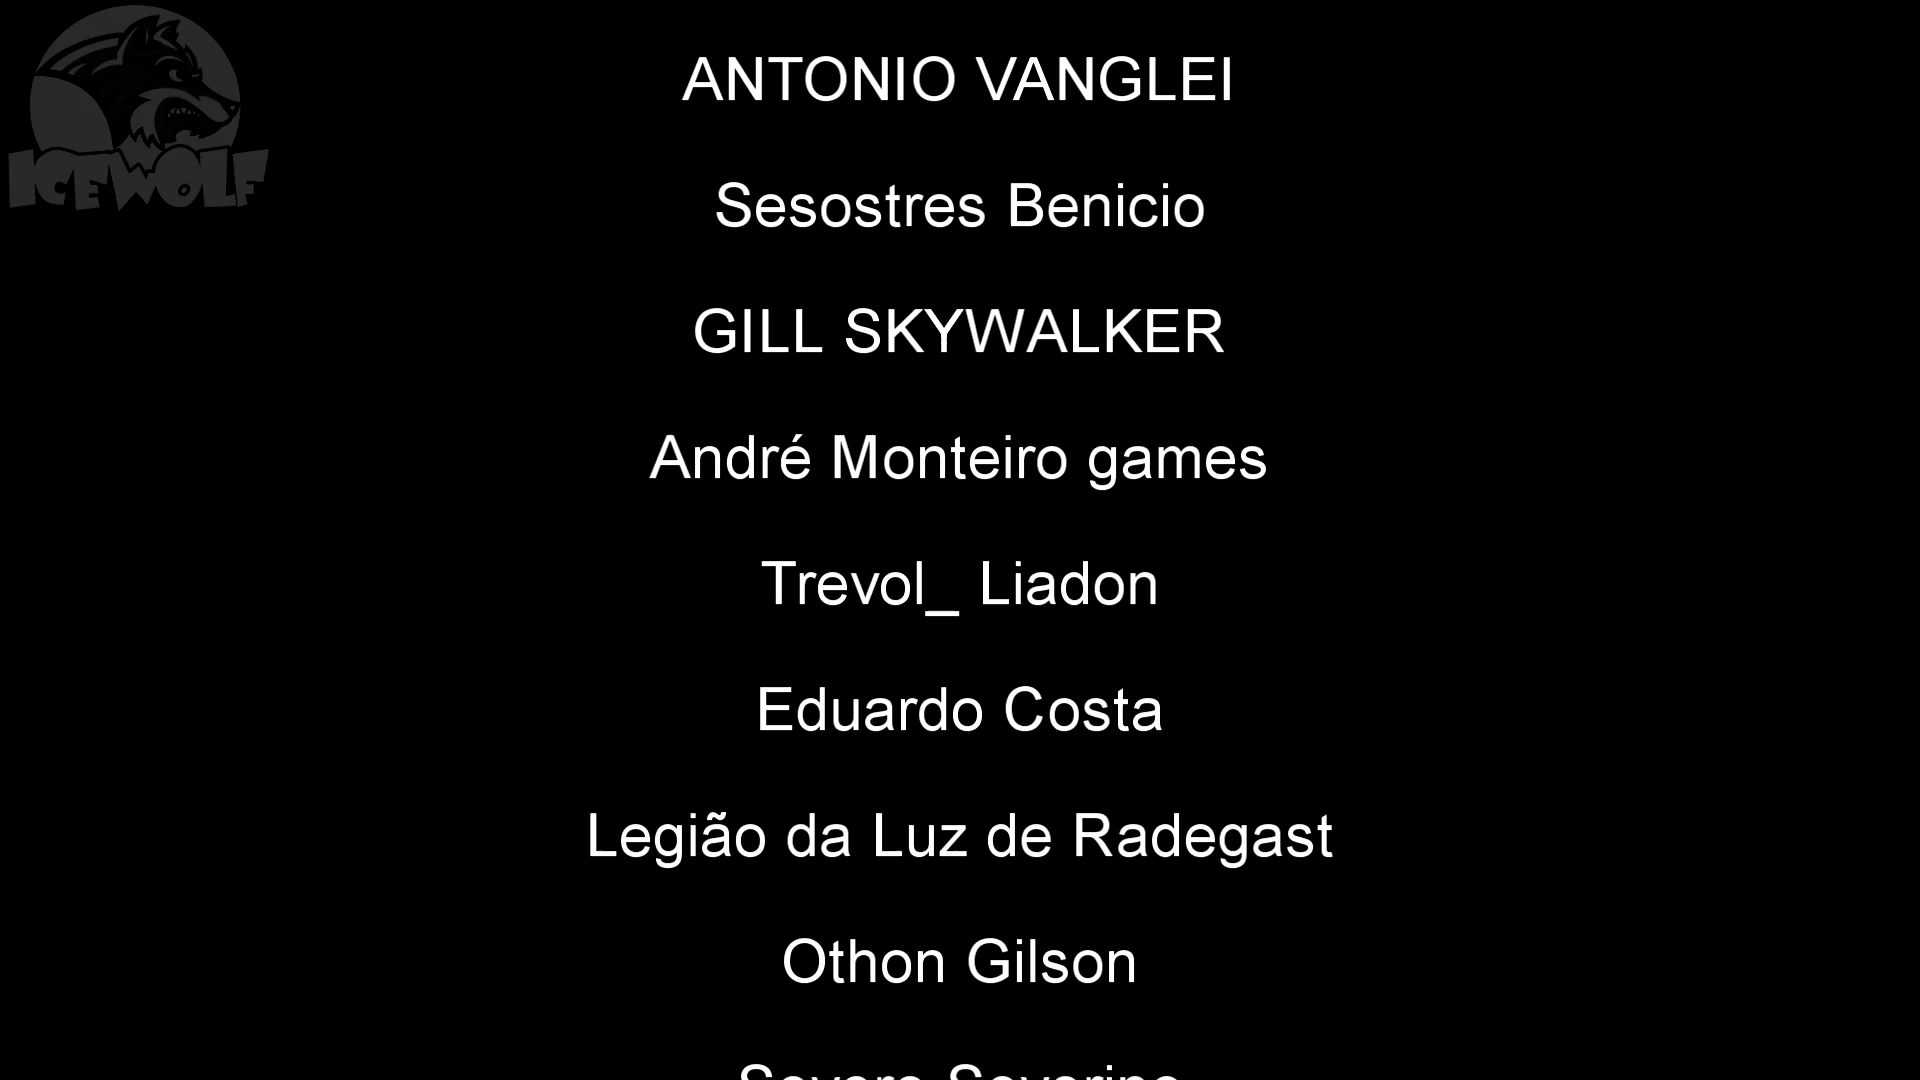 ICEWOLF
ANTONIO VANGLEI
Sesostres Benicio
GILL SKYWALKER
André Monteiro games
Trevol_ Liadon
Eduardo Costa
Legião da Luz de Radegast
Othon Gilson